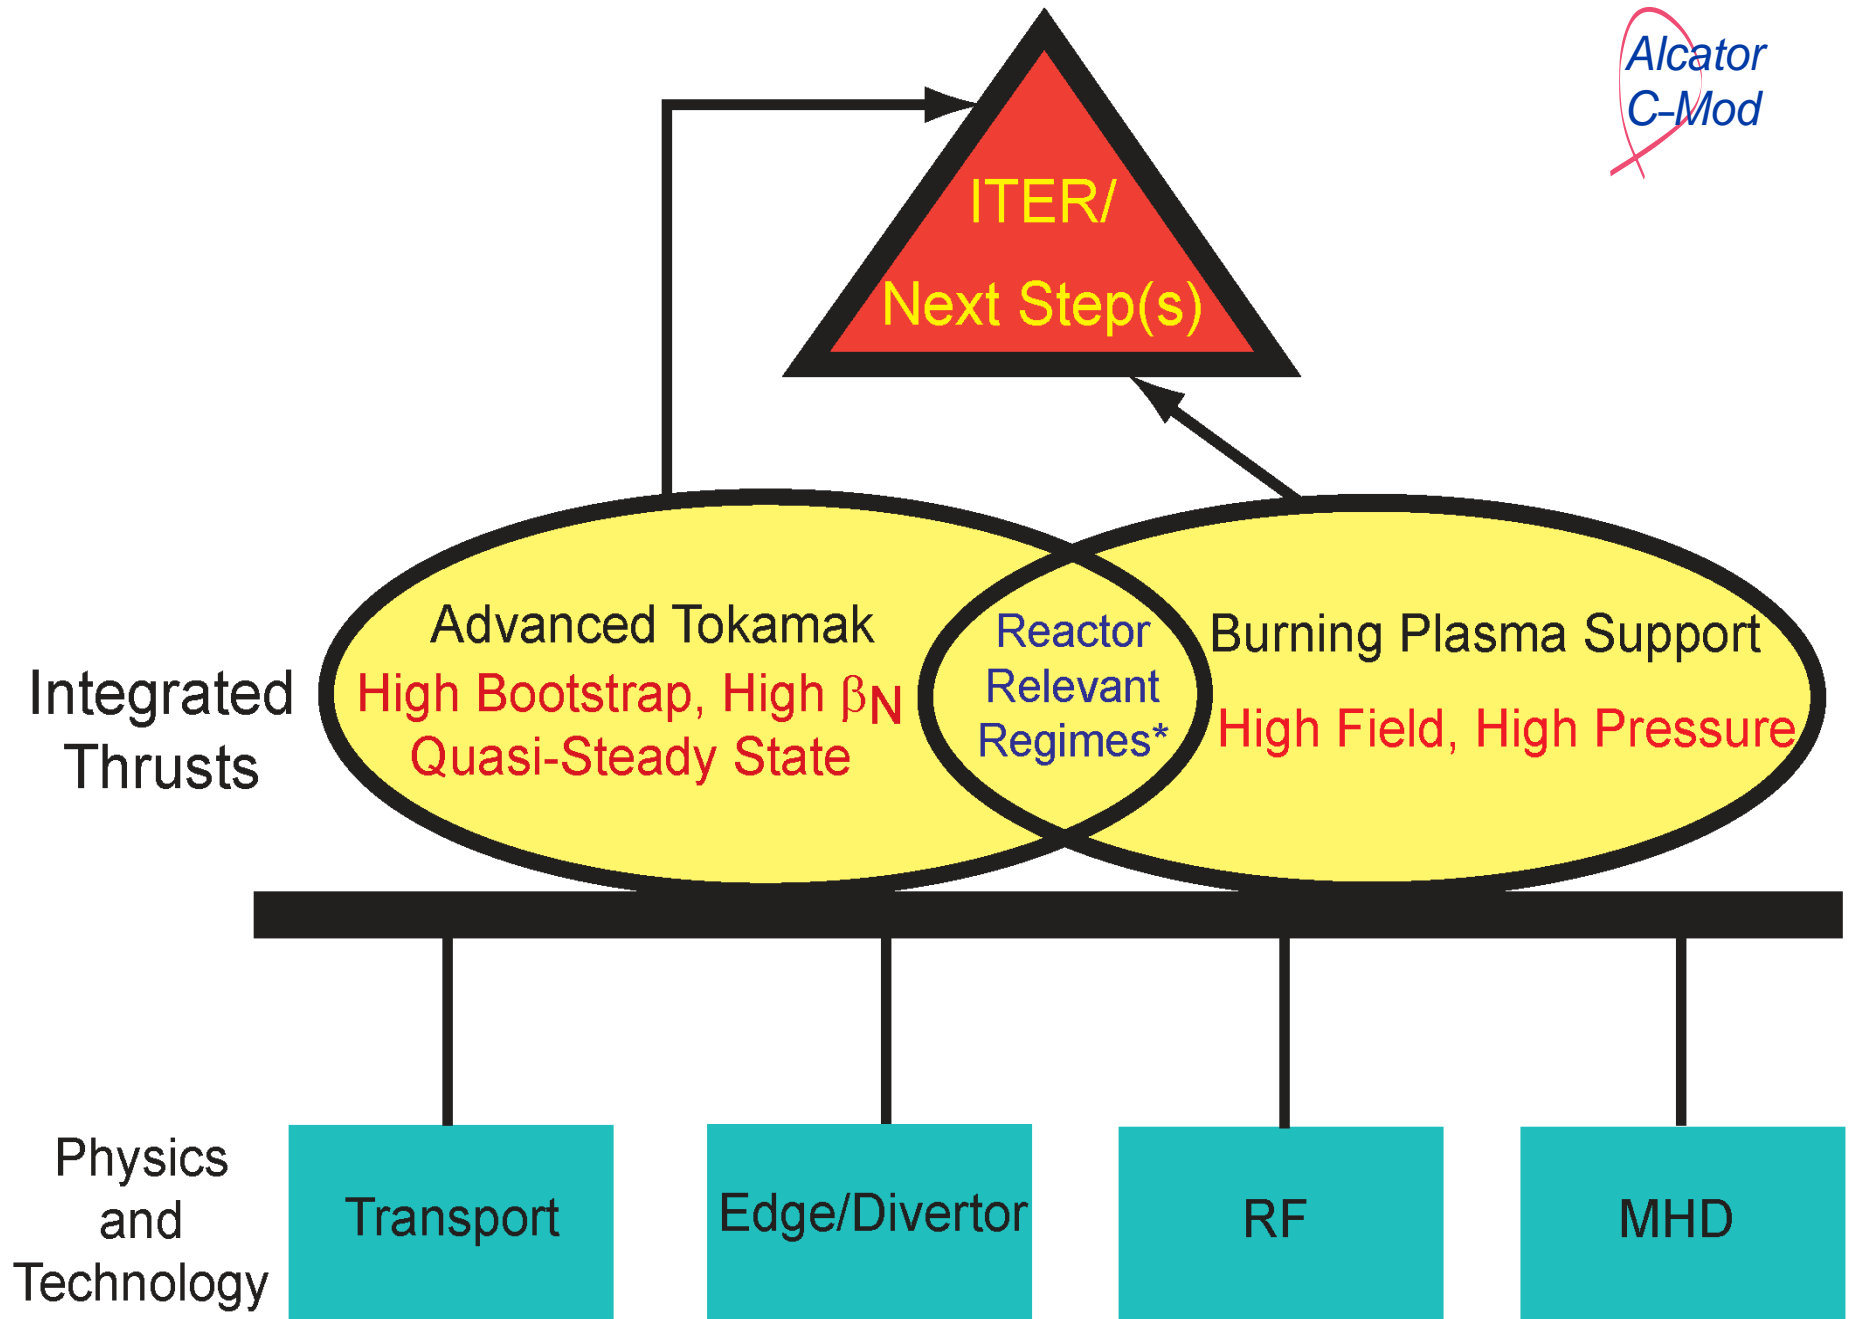 Alcator
C-Mod
ITER/
Next Step(s)
Integrated
Thrusts
Advanced Tokamak
High Bootstrap, High βN
Quasi-Steady State
Reactor
Relevant
Regimes*
Burning Plasma Support
High Field, High Pressure
Physics
and
Technology
Transport
Edge/Divertor
RF
MHD